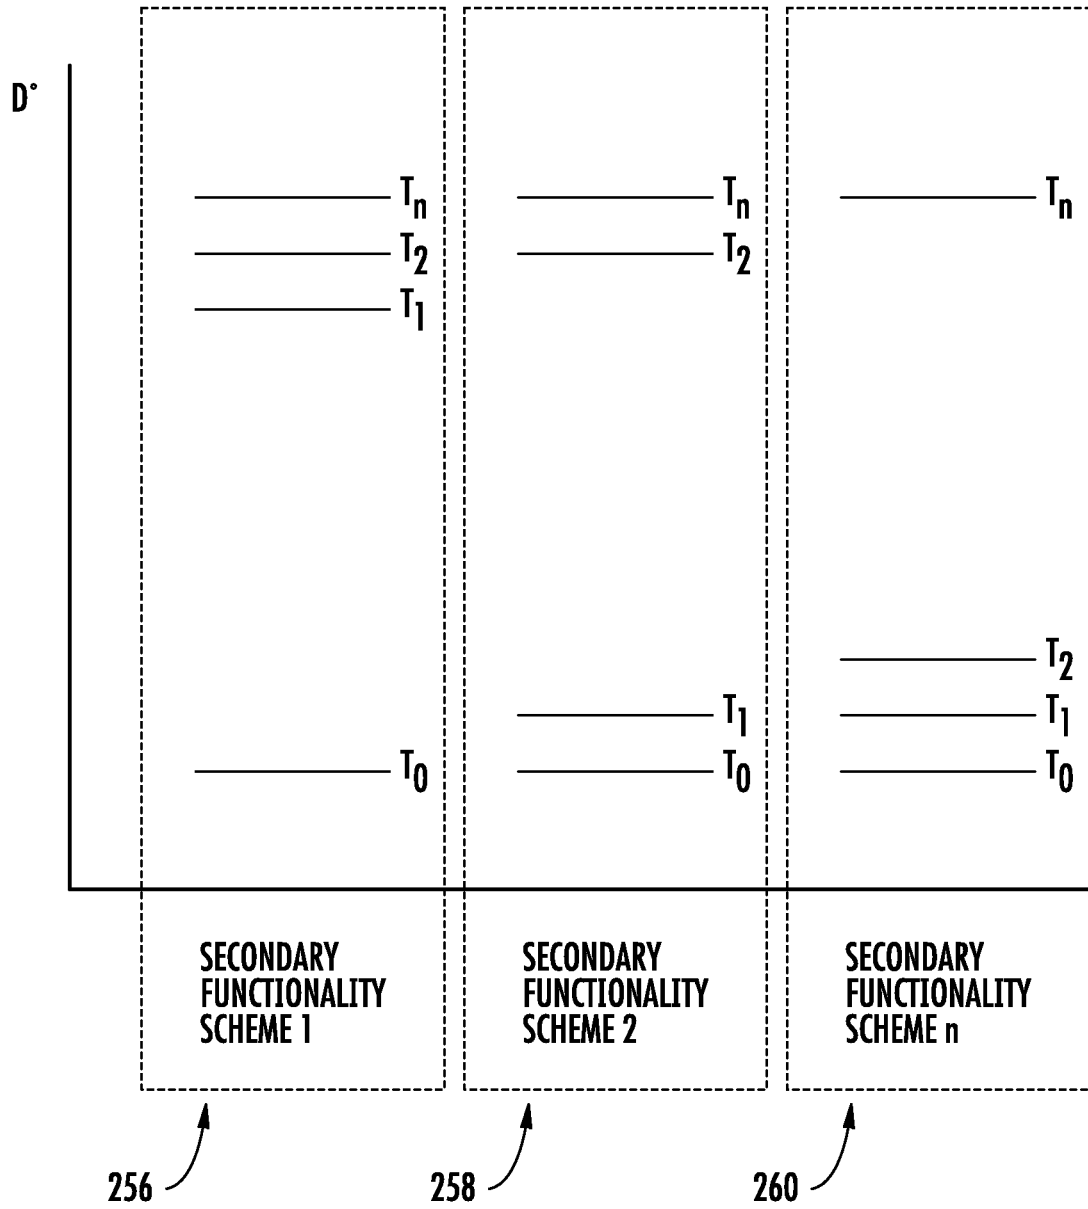 D°
Tn
T2
T1
T0
SECONDARY
FUNCTIONALITY
SCHEME 1
256
Tn
T2
T1
T0
SECONDARY
FUNCTIONALITY
SCHEME 2
258
Tn
T2
T1
T0
SECONDARY
FUNCTIONALITY
SCHEME n
260